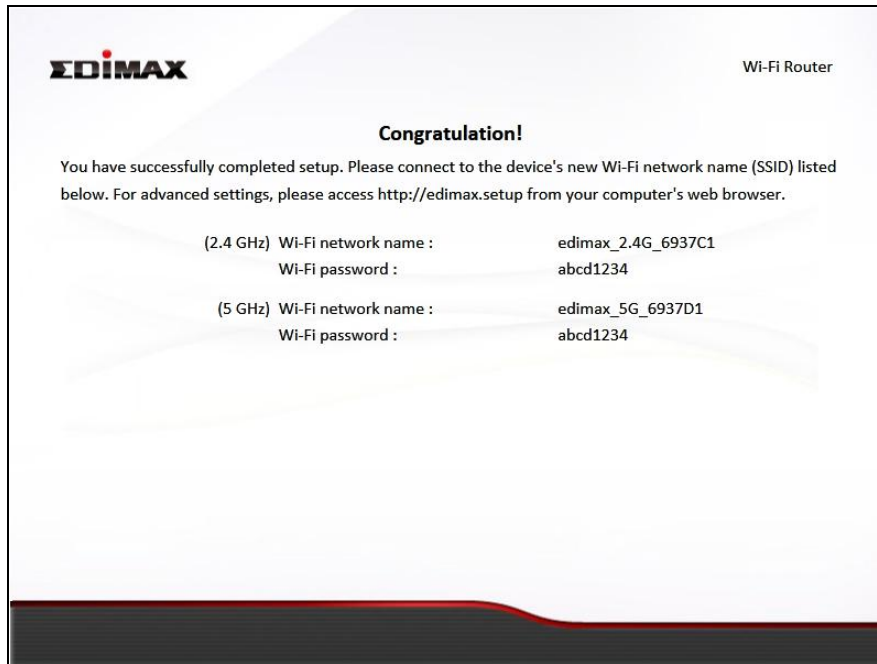 EDIMAX
Wi-Fi Router
Congratulation!
You have successfully completed setup. Please connect to the device's new Wi-Fi network name (SSID) listed
below. For advanced settings, please access http://edimax.setup from your computer's web browser.
(2.4 GHz) Wi-Fi network name : edimax_2.4G_6937C1
Wi-Fi password : abcd1234
(5 GHz) Wi-Fi network name : edimax_5G_6937D1
Wi-Fi password : abcd1234